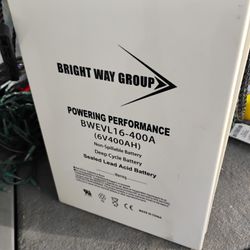 BRIGHT WAY GROUP
POWERING PERFORMANCE
BWEVL16-400A
(6V400AH)
Non-Spillable Battery
Deep Cycle Battery
Sealed Lead Acid Battery